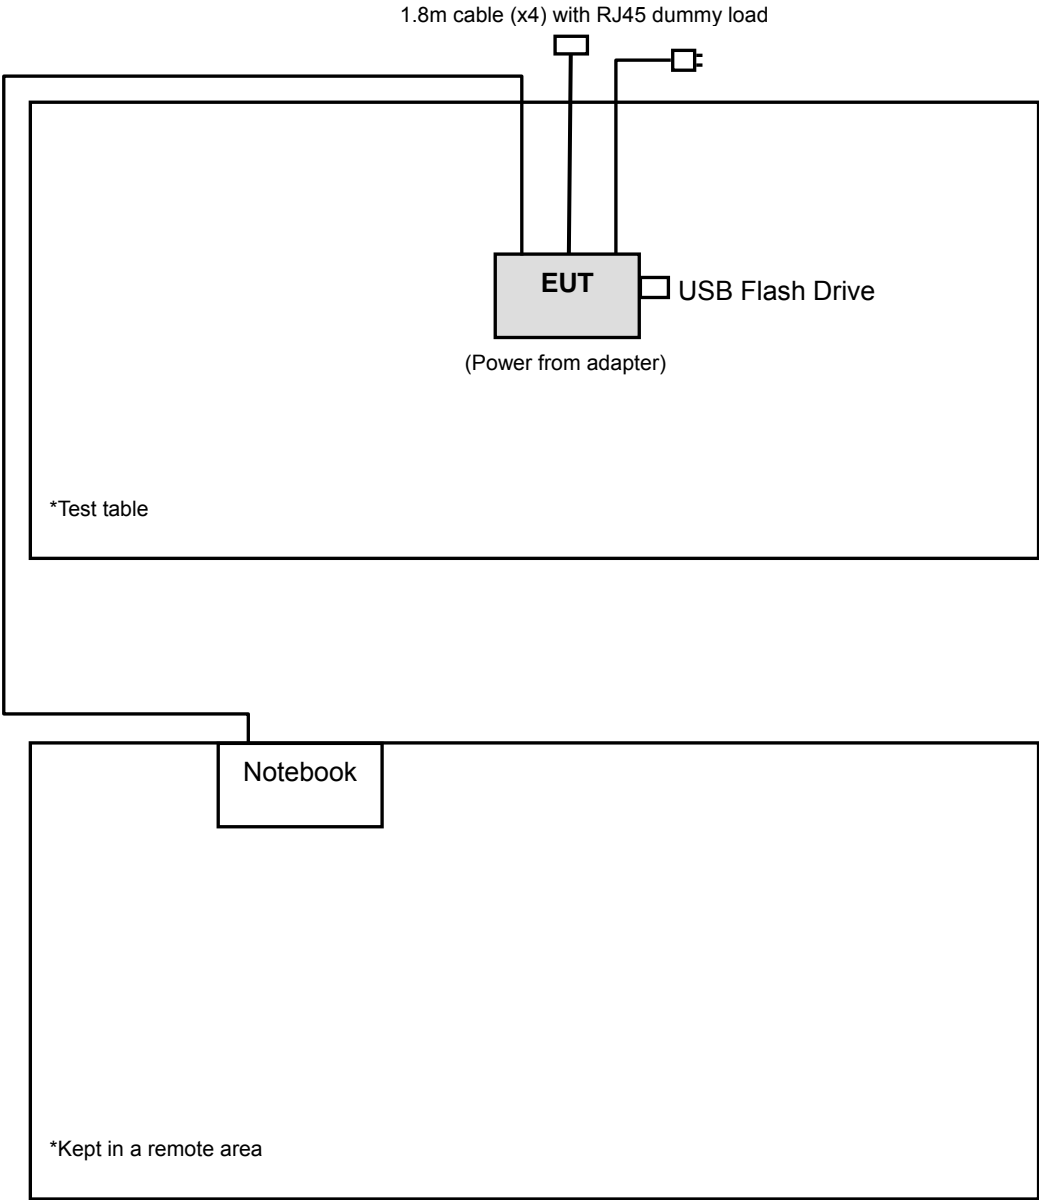 1.8m cable (x4) with RJ45 dummy load
EUT
USB Flash Drive
(Power from adapter)
*Test table
Notebook
*Kept in a remote area